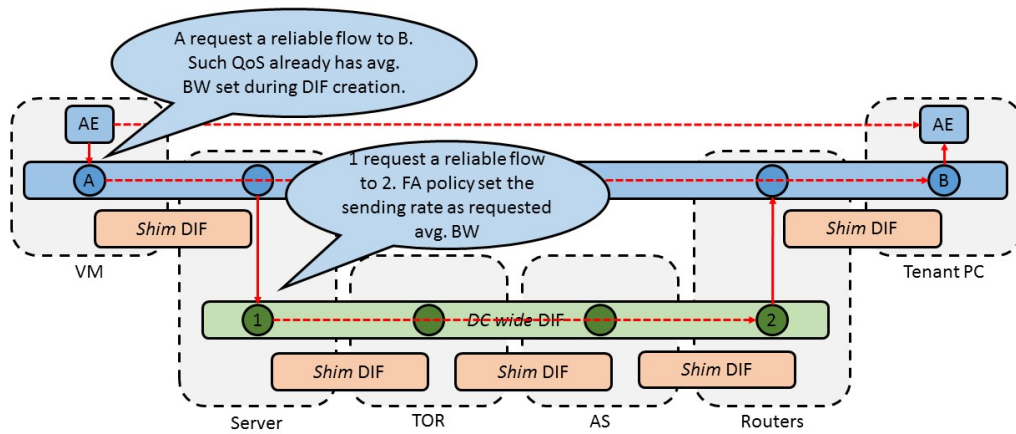 A request a reliable flow to B.
Such QoS already has avg.
BW set during DIF creation.
AE
AE
A
B
1 request a reliable flow
to 2. FA policy set the
sending rate as requested
avg. BW
Shim DIF
Shim DIF
VM
Tenant PC
1
DC wide DIF
2
Shim DIF
Shim DIF
Shim DIF
Server
TOR
AS
Routers